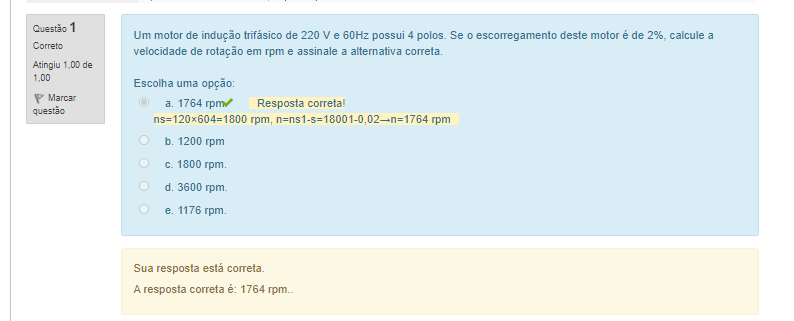 Questão 1
Correto
Atingiu 1,00 de
1,00
Marcar
questão
Um motor de indução trifásico de 220 V e 60Hz possui 4 polos. Se o escorregamento deste motor é de 2%, calcule a
velocidade de rotação em rpm e assinale a alternativa correta.
Escolha uma opção:
a. 1764 rpm Resposta correta!
ns=120×604=1800 rpm, n=ns1-s=18001-0,02→n=1764 rpm
b. 1200 rpm
c. 1800 rpm.
d. 3600 rpm.
e. 1176 rpm.
Sua resposta está correta.
A resposta correta é: 1764 rpm..